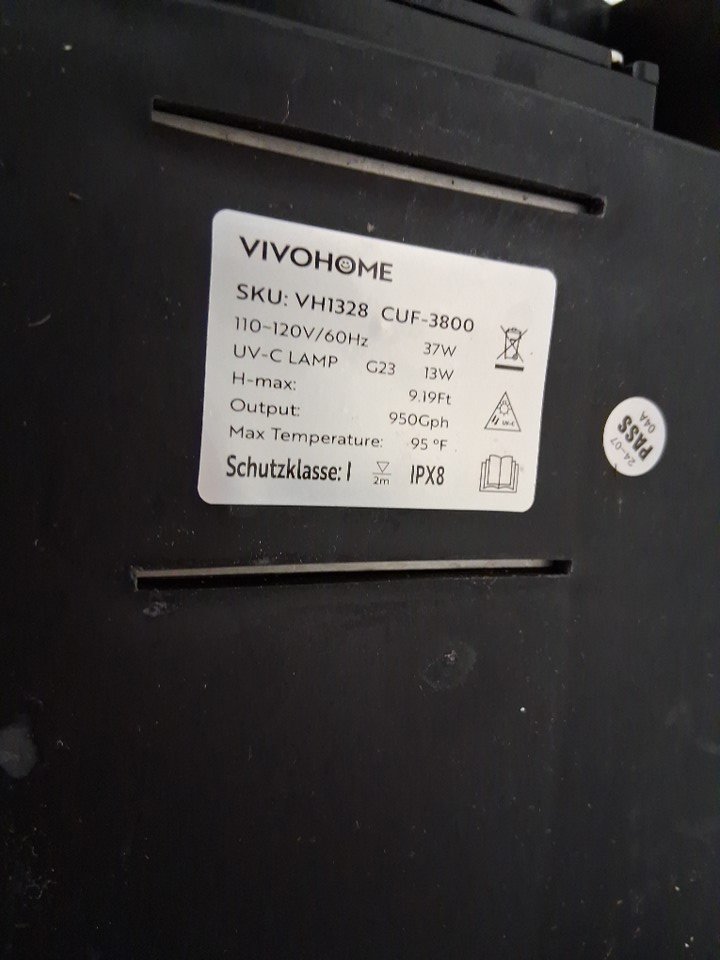 VIVOHOME
SKU: VH1328 CUF-3800
110~120V/60Hz 37W
UV-C LAMP G23 13W
H-max: 9.19Ft
Output: 950Gph
Max Temperature: 95 °F
Schutzklasse: I 2m IPX8
UV-C
24-07
PASS
04A